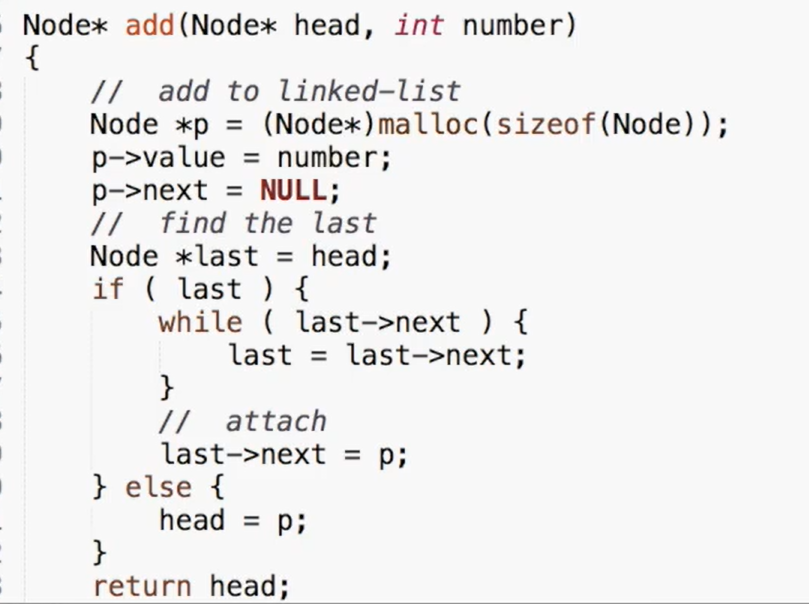 Node* add(Node* head, int number)
{
    //  add to linked-list
    Node *p = (Node*)malloc(sizeof(Node));
    p->value = number;
    p->next = NULL;
    //  find the last
    Node *last = head;
    if ( last ) {
        while ( last->next ) {
            last = last->next;
        }
        //  attach
        last->next = p;
    } else {
        head = p;
    }
    return head;